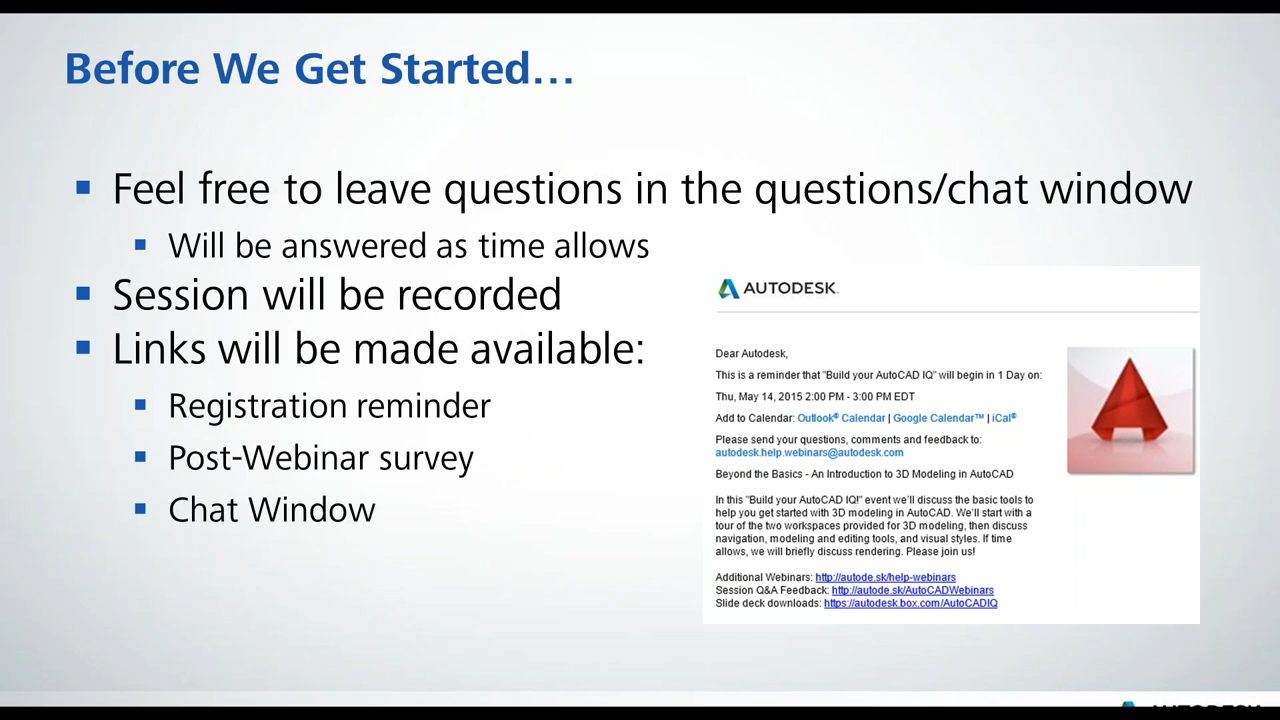 Before We Get Started…
Feel free to leave questions in the questions/chat window
Will be answered as time allows
Session will be recorded
Links will be made available:
Registration reminder
Post-Webinar survey
Chat Window
AUTODESK.
Dear Autodesk,
This is a reminder that "Build your AutoCAD IQ" will begin in 1 Day on:
Thu, May 14, 2015 2:00 PM - 3:00 PM EDT
Add to Calendar: Outlook® Calendar | Google Calendar™ | iCal®
Please send your questions, comments and feedback to:
autodesk.help.webinars@autodesk.com
Beyond the Basics - An Introduction to 3D Modeling in AutoCAD
In this "Build your AutoCAD IQ!" event we'll discuss the basic tools to
help you get started with 3D modeling in AutoCAD. We'll start with a
tour of the two workspaces provided for 3D modeling, then discuss
navigation, modeling and editing tools, and visual styles. If time
allows, we will briefly discuss rendering. Please join us!
Additional Webinars: http://autode.sk/help-webinars
Session Q&A Feedback: http://autode.sk/AutoCADWebinars
Slide deck downloads: https://autodesk.box.com/AutoCADIQ
AUTODESK